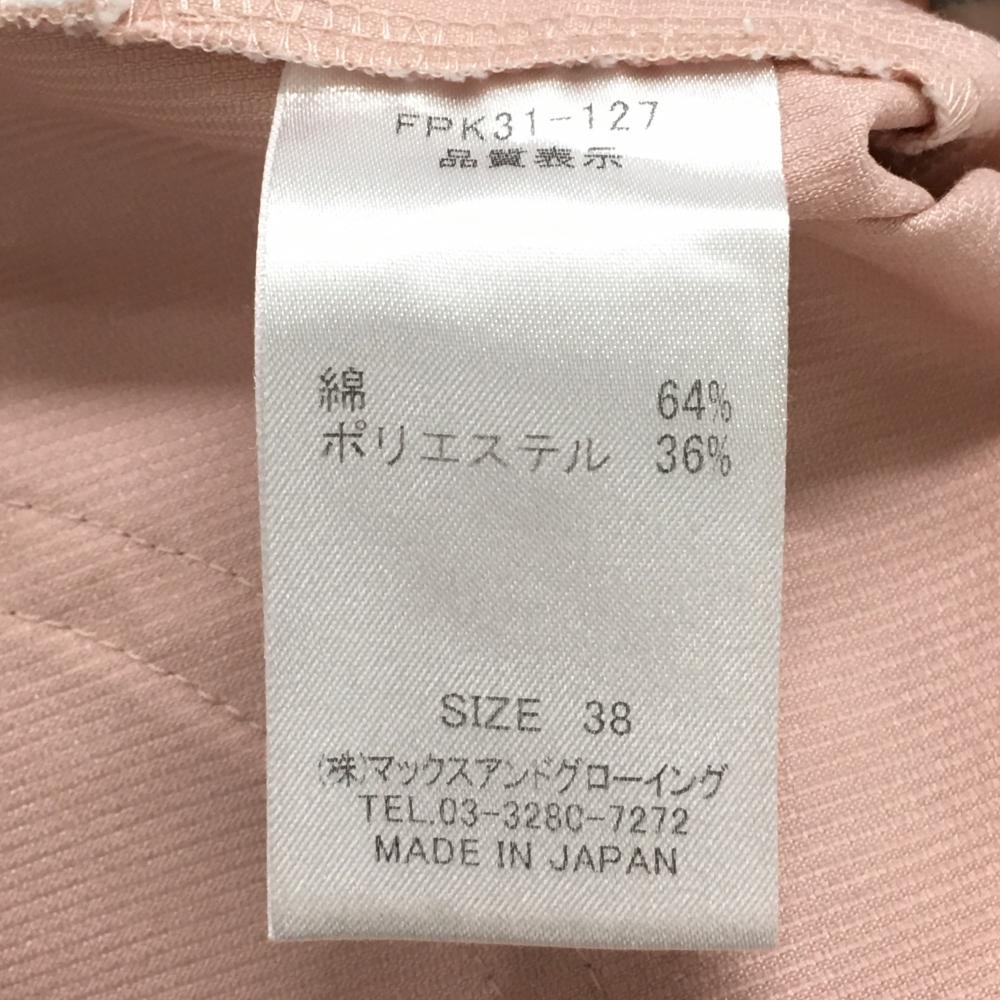 FPK31-127
品質表示
綿 64%
ポリエステル 36%
SIZE 38
(株)マックスアンドグローイング
TEL.03-3280-7272
MADE IN JAPAN